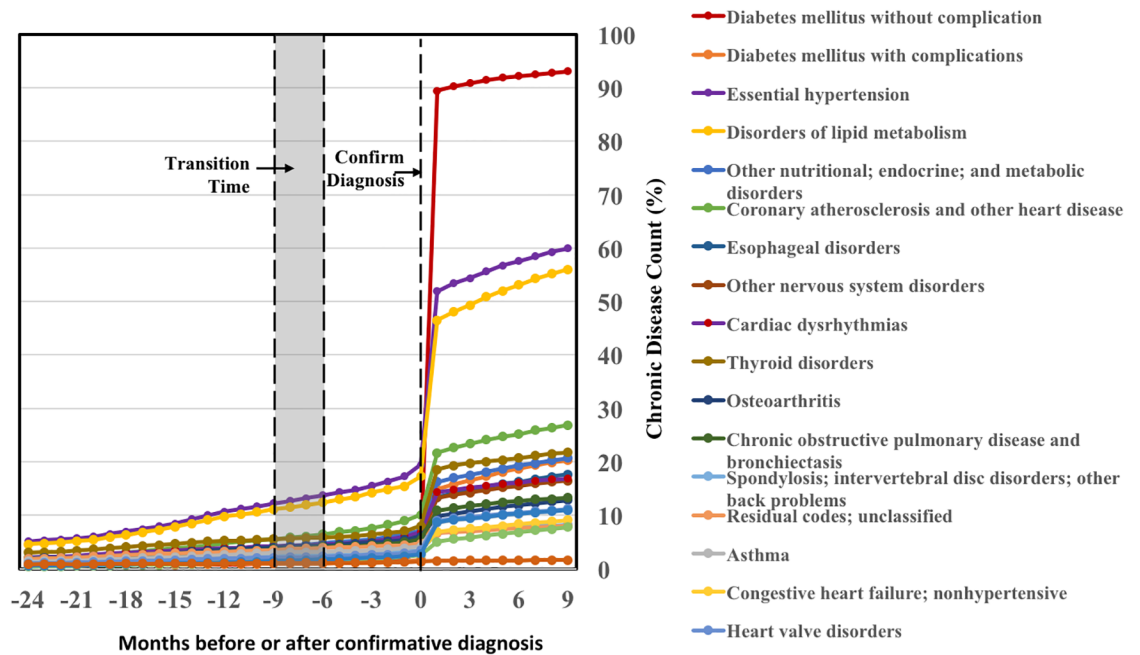 100
90
80
70
60
50
40
30
20
10
0
Transition
Time
Confirm
Diagnosis
Chronic Disease Count (%)
-24 -21 -18 -15 -12 -9 -6 -3 0 3 6 9
Months before or after confirmative diagnosis
Diabetes mellitus without complication
Diabetes mellitus with complications
Essential hypertension
Disorders of lipid metabolism
Other nutritional; endocrine; and metabolic
disorders
Coronary atherosclerosis and other heart disease
Esophageal disorders
Other nervous system disorders
Cardiac dysrhythmias
Thyroid disorders
Osteoarthritis
Chronic obstructive pulmonary disease and
bronchiectasis
Spondylosis; intervertebral disc disorders; other
back problems
Residual codes; unclassified
Asthma
Congestive heart failure; nonhypertensive
Heart valve disorders